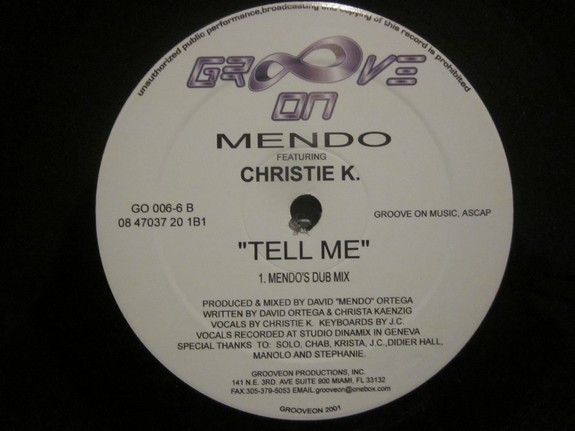 unauthorized public performance,broadcasting and copying of this record is prohibited
GROOVE
ON
MENDO
FEATURING
CHRISTIE K.
GO 006-6 B
08 47037 20 1B1
GROOVE ON MUSIC, ASCAP
"TELL ME"
1. MENDO'S DUB MIX
PRODUCED & MIXED BY DAVID "MENDO" ORTEGA
WRITTEN BY DAVID ORTEGA & CHRISTA KAENZIG
VOCALS BY CHRISTIE K. KEYBOARDS BY J.C.
VOCALS RECORDED AT STUDIO DINAMIX IN GENEVA
SPECIAL THANKS TO: SOLO, CHAB, KRISTA, J.C.,DIDIER HALL,
MANOLO AND STEPHANIE.
GROOVEON PRODUCTIONS, INC.
141 N.E. 3RD. AVE SUITE 900 MIAMI, FL 33132
FAX:305-379-5053 EMAIL:grooveon@onebox.com
GROOVEON 2001